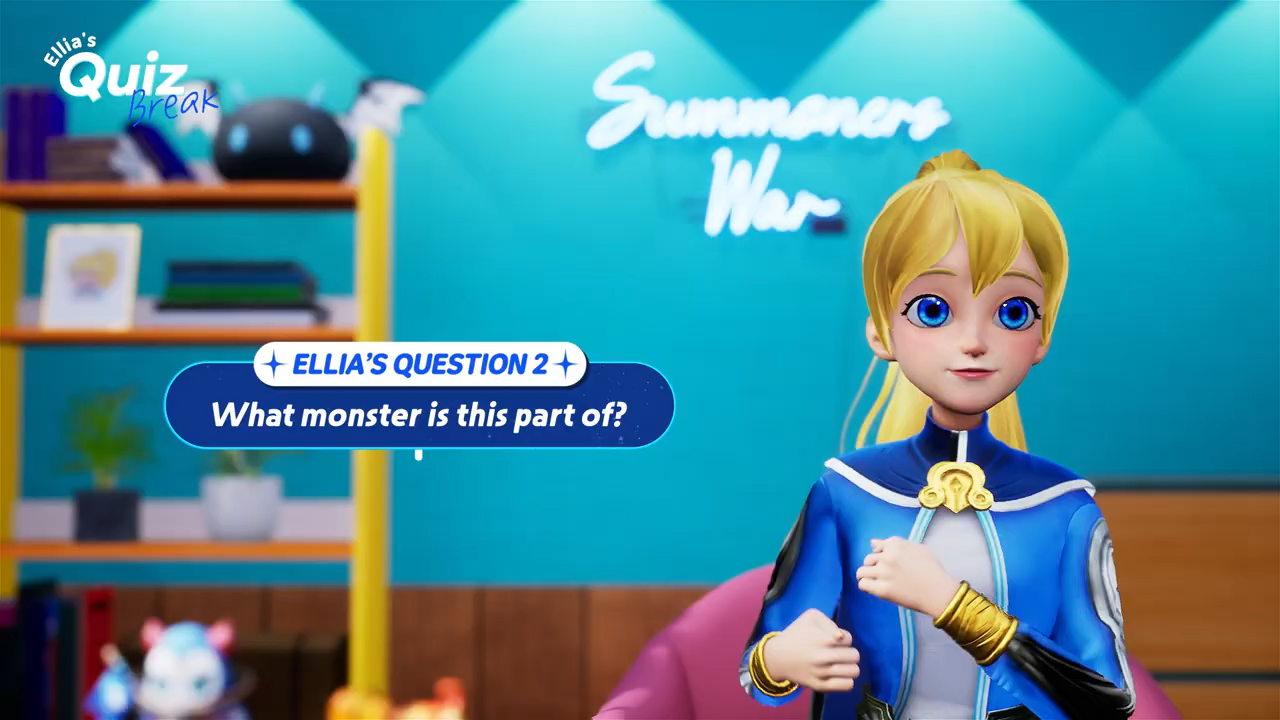 Ellia's
Quiz
Break
Summoners
War
ELLIA'S QUESTION 2
What monster is this part of?